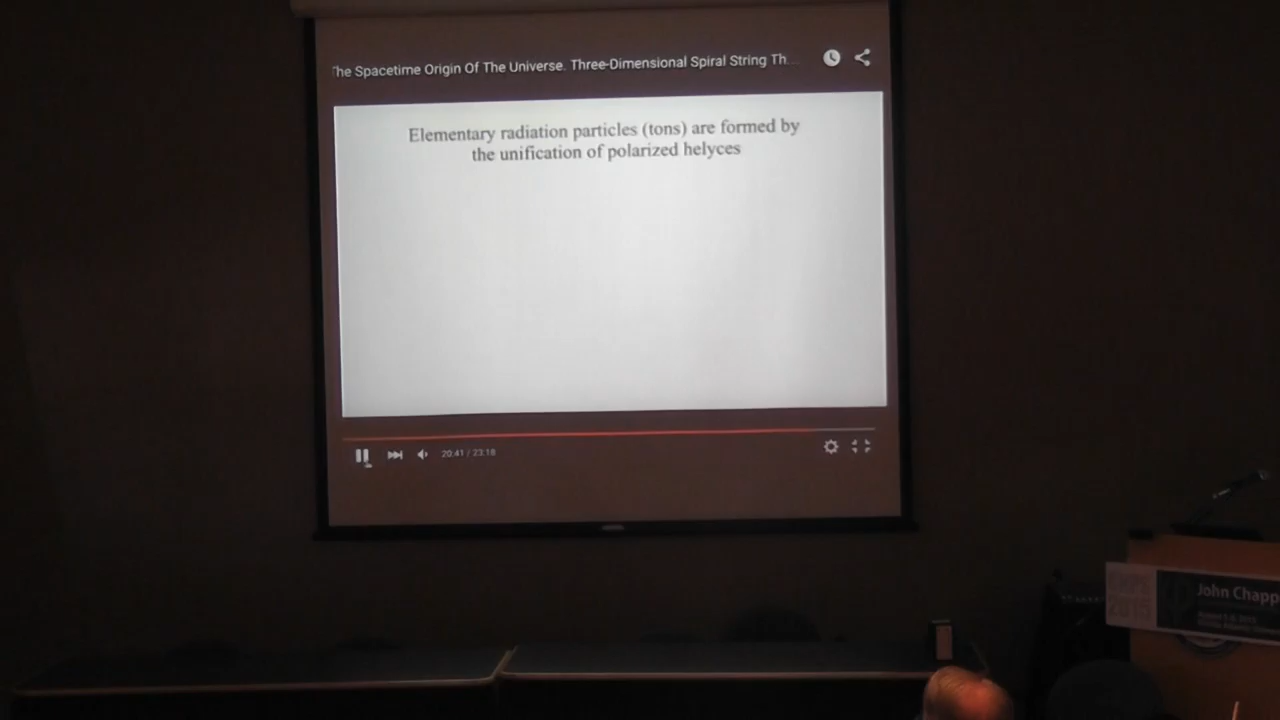 The Spacetime Origin Of The Universe. Three-Dimensional Spiral String Th...
Elementary radiation particles (tons) are formed by
the unification of polarized helyces
20:41 / 23:18
John Chapp